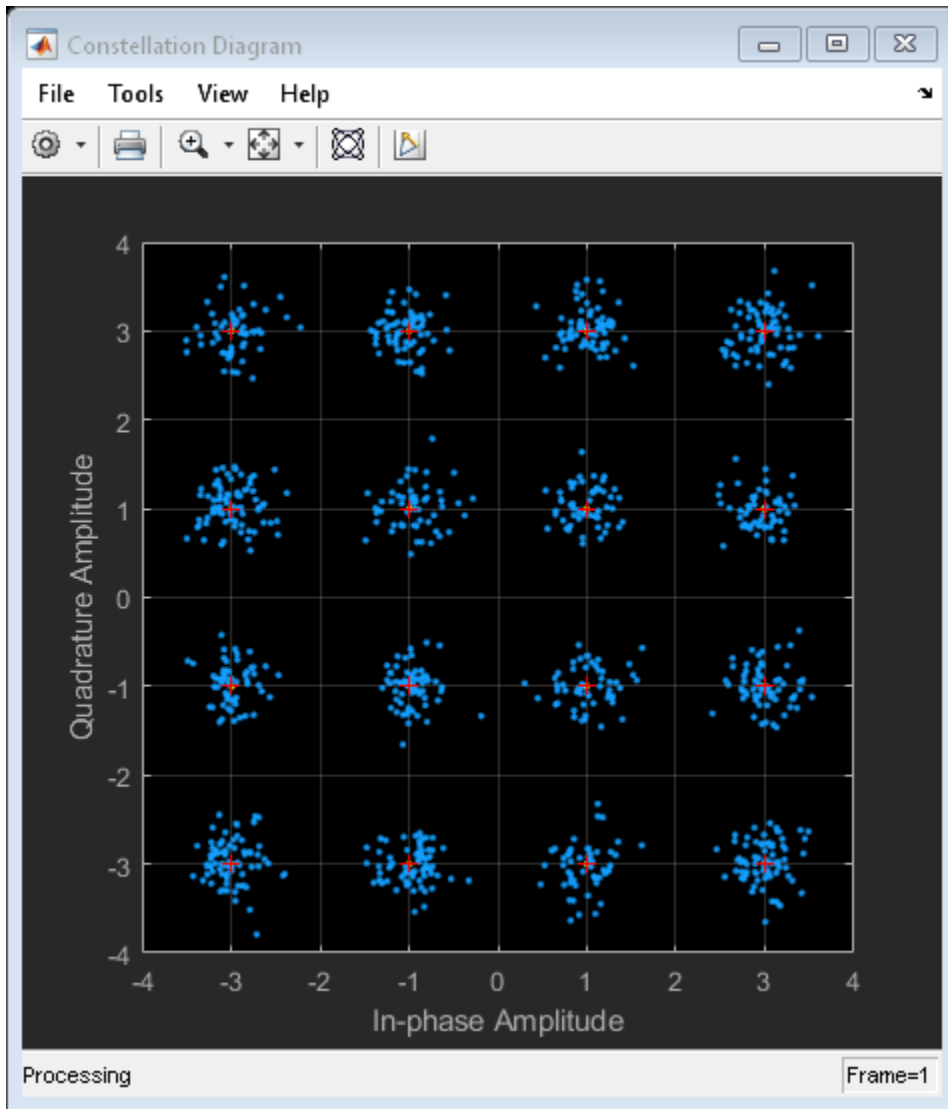 Constellation Diagram
File Tools View Help
4
3
2
1
0
-1
-2
-3
-4
Quadrature Amplitude
-4 -3 -2 -1 0 1 2 3 4
In-phase Amplitude
Processing Frame=1